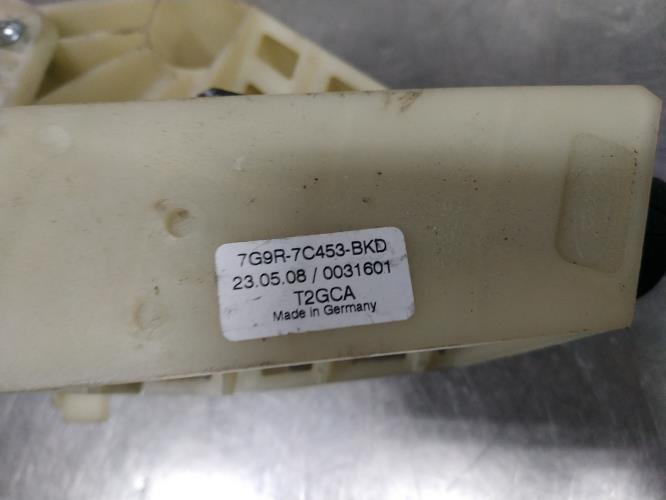 7G9R-7C453-BKD
23.05.08 / 0031601
T2GCA
Made in Germany